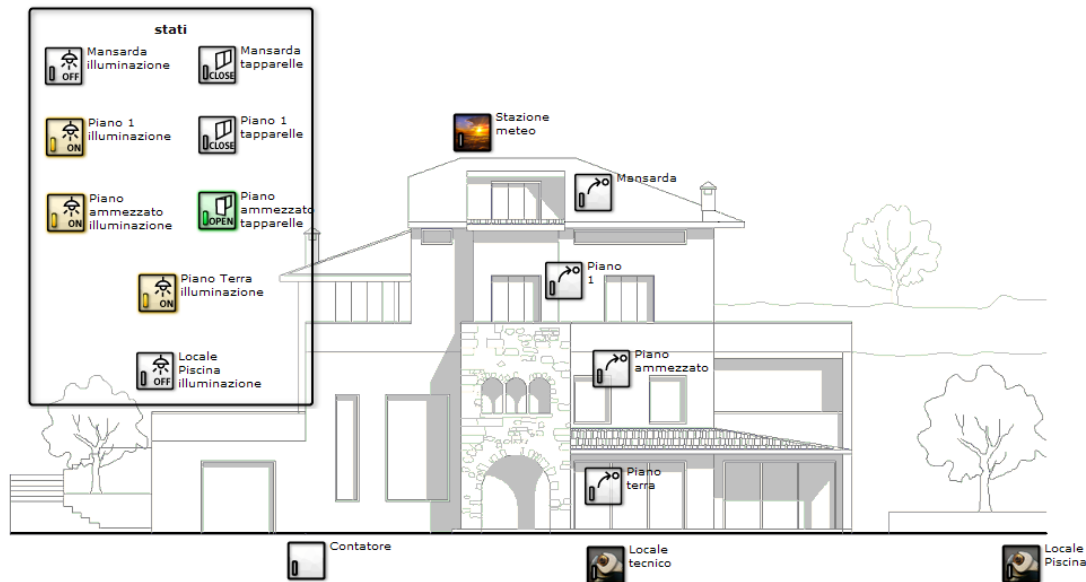 stati
OFF
Mansarda
illuminazione
CLOSE
Mansarda
tapparelle
ON
Piano 1
illuminazione
CLOSE
Piano 1
tapparelle
ON
Piano
ammezzato
illuminazione
OPEN
Piano
ammezzato
tapparelle
ON
Piano Terra
illuminazione
OFF
Locale
Piscina
illuminazione
Stazione
meteo
Mansarda
Piano
1
Piano
ammezzato
Piano
terra
Contatore
Locale
tecnico
Locale
Piscina